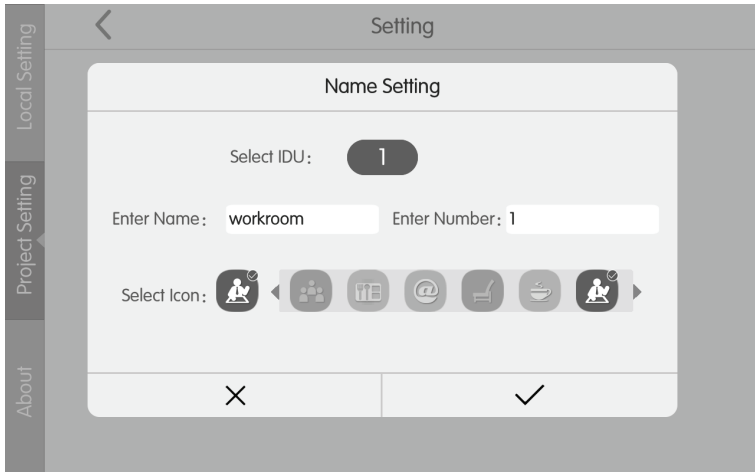 Setting
Local Setting
Project Setting
About
Name Setting
Select IDU: 1
Enter Name: workroom Enter Number: 1
Select Icon: @